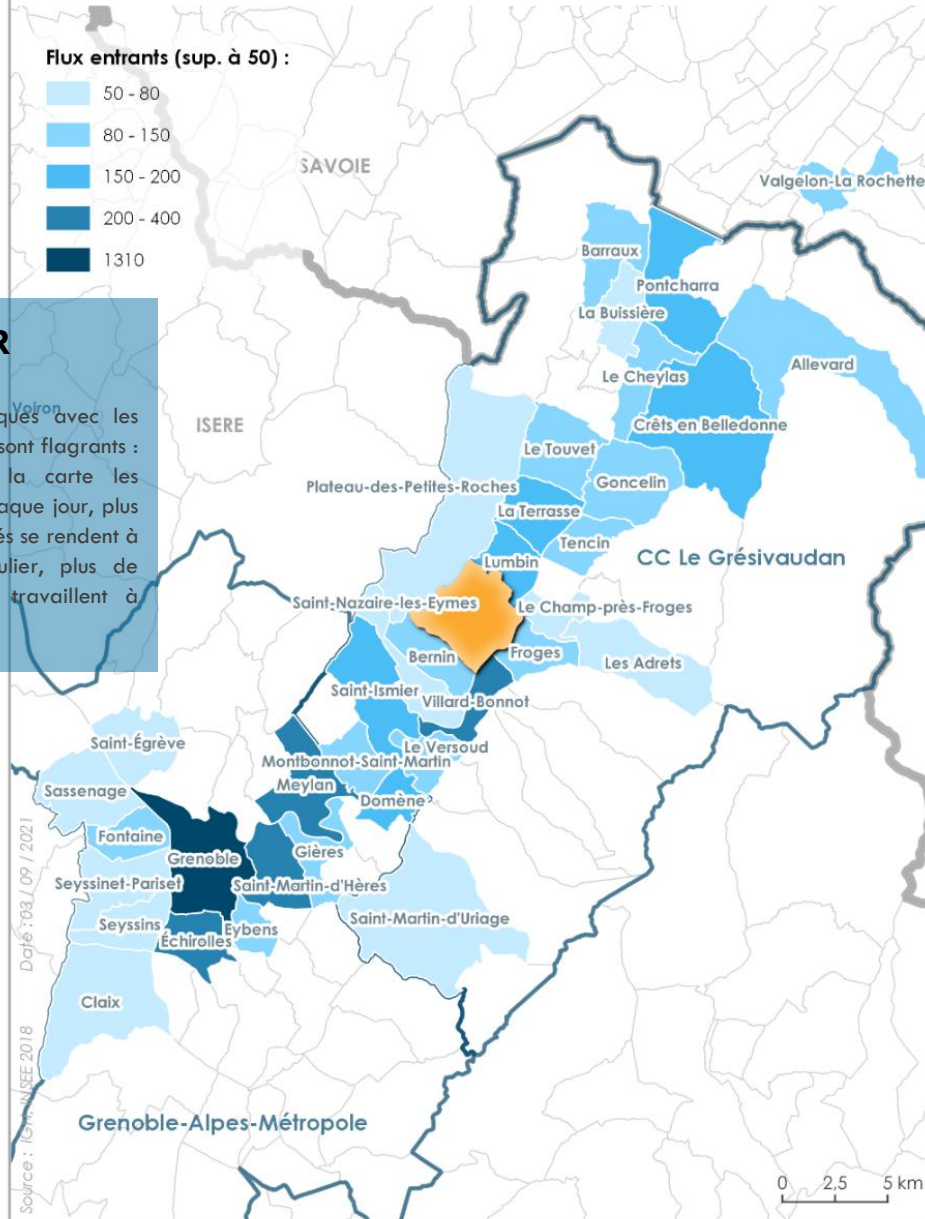 Flux entrants (sup. à 50) :
50 - 80
80 - 150
150 - 200
200 - 400
1310
SAVOIE
Valgelon-La Rochette
Barraux
Pontcharra
La Buissière
R
Allevard
Le Cheylas
Voiron
ques avec les
ISERE
Crêts en Belledonne
sont flagrants :
Le Touvet
la carte les
Goncelin
Plateau-des-Petites-Roches
aque jour, plus
La Terrasse
és se rendent à
Tencin
CC Le Grésivaudan
ulier, plus de
Lumbin
travaillent à
Saint-Nazaire-les-Eymes
Le Champ-près-Froges
Bernin
Froges
Les Adrets
Saint-Ismier
Villard-Bonnot
Saint-Égrève
Le Versoud
Montbonnot-Saint-Martin
Meylan
Sassenage
Domène
Fontaine
Grenoble
Gières
Seyssinet-Pariset
Saint-Martin-d'Hères
Saint-Martin-d'Uriage
Seyssins
Eybens
Échirolles
Claix
Grenoble-Alpes-Métropole
Source : IGN, INSEE 2018 Date : 03 / 09 / 2021
0 2,5 5 km